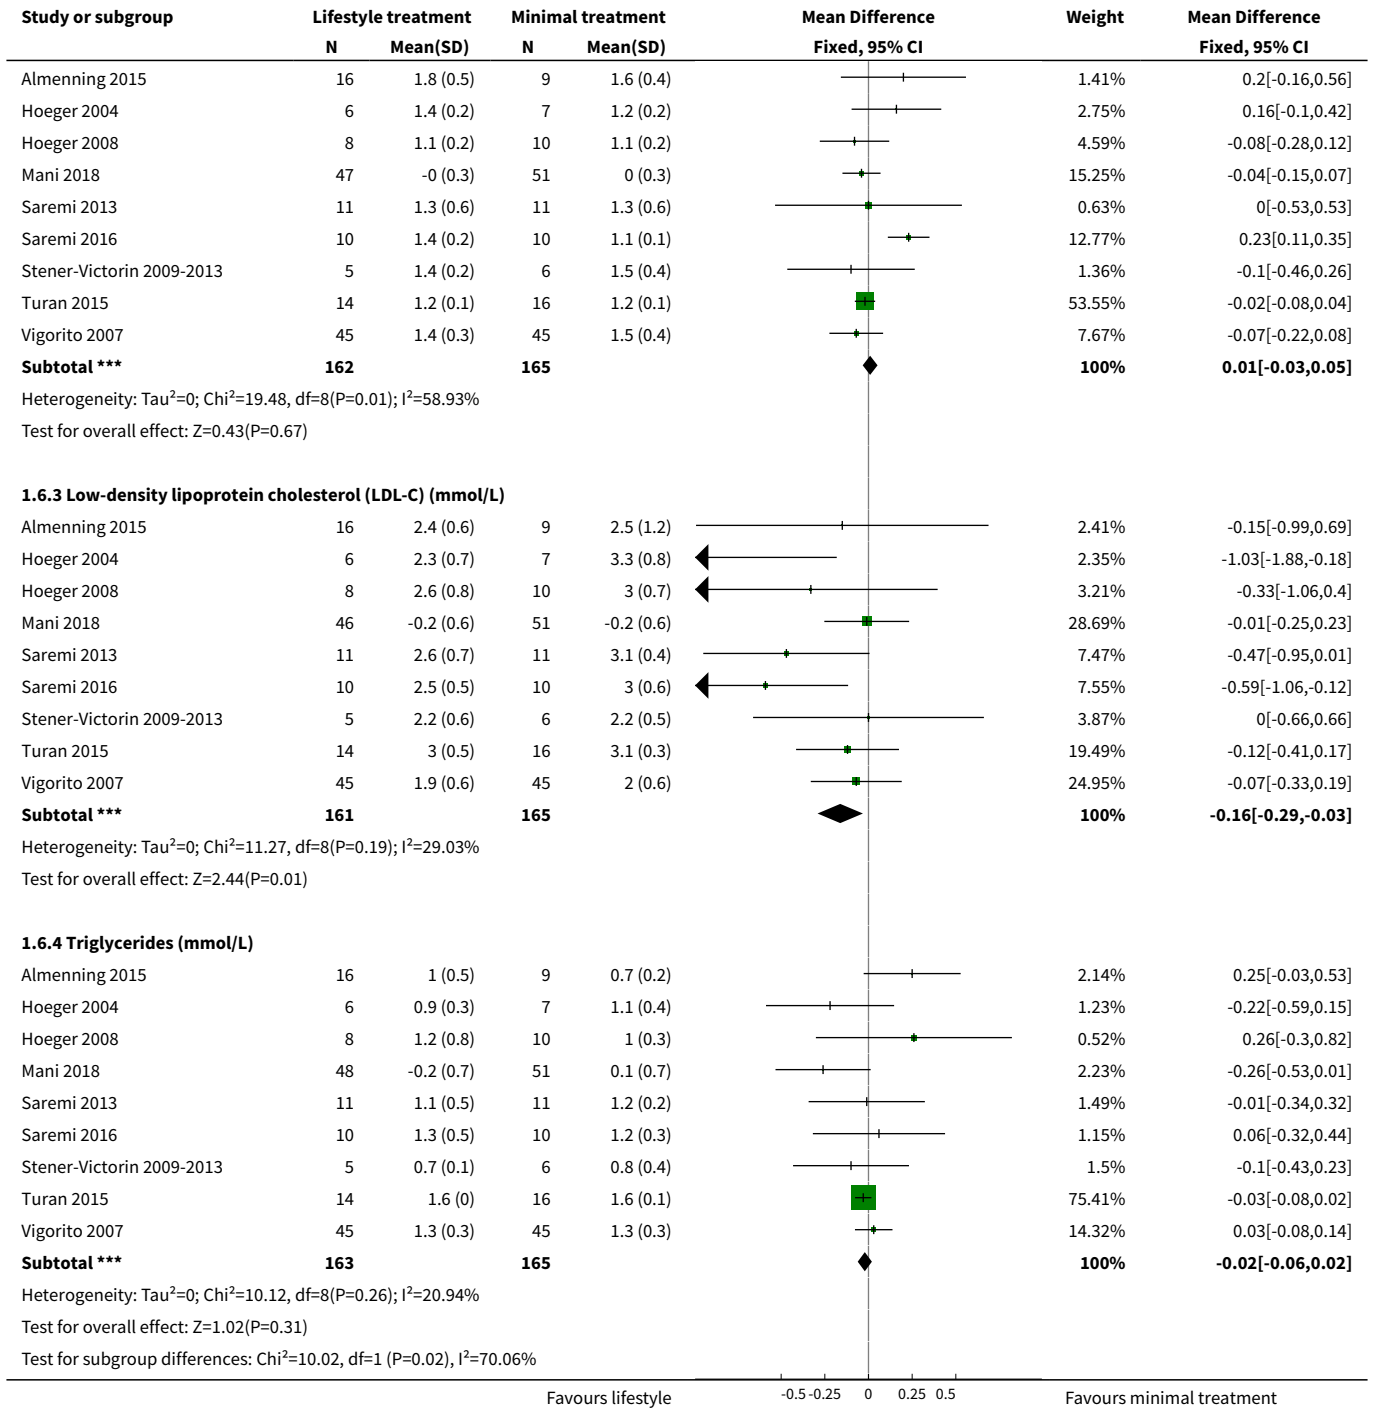 Study or subgroup Lifestyle treatment Minimal treatment Mean Difference Weight Mean Difference
N Mean(SD) N Mean(SD) Fixed, 95% CI Fixed, 95% CI
Almenning 2015 16 1.8 (0.5) 9 1.6 (0.4) 1.41% 0.2[-0.16,0.56]
Hoeger 2004 6 1.4 (0.2) 7 1.2 (0.2) 2.75% 0.16[-0.1,0.42]
Hoeger 2008 8 1.1 (0.2) 10 1.1 (0.2) 4.59% -0.08[-0.28,0.12]
Mani 2018 47 -0 (0.3) 51 0 (0.3) 15.25% -0.04[-0.15,0.07]
Saremi 2013 11 1.3 (0.6) 11 1.3 (0.6) 0.63% 0[-0.53,0.53]
Saremi 2016 10 1.4 (0.2) 10 1.1 (0.1) 12.77% 0.23[0.11,0.35]
Stener-Victorin 2009-2013 5 1.4 (0.2) 6 1.5 (0.4) 1.36% -0.1[-0.46,0.26]
Turan 2015 14 1.2 (0.1) 16 1.2 (0.1) 53.55% -0.02[-0.08,0.04]
Vigorito 2007 45 1.4 (0.3) 45 1.5 (0.4) 7.67% -0.07[-0.22,0.08]
Subtotal *** 162 165 100% 0.01[-0.03,0.05]
Heterogeneity: Tau²=0; Chi²=19.48, df=8(P=0.01); I²=58.93%
Test for overall effect: Z=0.43(P=0.67)
1.6.3 Low-density lipoprotein cholesterol (LDL-C) (mmol/L)
Almenning 2015 16 2.4 (0.6) 9 2.5 (1.2) 2.41% -0.15[-0.99,0.69]
Hoeger 2004 6 2.3 (0.7) 7 3.3 (0.8) 2.35% -1.03[-1.88,-0.18]
Hoeger 2008 8 2.6 (0.8) 10 3 (0.7) 3.21% -0.33[-1.06,0.4]
Mani 2018 46 -0.2 (0.6) 51 -0.2 (0.6) 28.69% -0.01[-0.25,0.23]
Saremi 2013 11 2.6 (0.7) 11 3.1 (0.4) 7.47% -0.47[-0.95,0.01]
Saremi 2016 10 2.5 (0.5) 10 3 (0.6) 7.55% -0.59[-1.06,-0.12]
Stener-Victorin 2009-2013 5 2.2 (0.6) 6 2.2 (0.5) 3.87% 0[-0.66,0.66]
Turan 2015 14 3 (0.5) 16 3.1 (0.3) 19.49% -0.12[-0.41,0.17]
Vigorito 2007 45 1.9 (0.6) 45 2 (0.6) 24.95% -0.07[-0.33,0.19]
Subtotal *** 161 165 100% -0.16[-0.29,-0.03]
Heterogeneity: Tau²=0; Chi²=11.27, df=8(P=0.19); I²=29.03%
Test for overall effect: Z=2.44(P=0.01)
1.6.4 Triglycerides (mmol/L)
Almenning 2015 16 1 (0.5) 9 0.7 (0.2) 2.14% 0.25[-0.03,0.53]
Hoeger 2004 6 0.9 (0.3) 7 1.1 (0.4) 1.23% -0.22[-0.59,0.15]
Hoeger 2008 8 1.2 (0.8) 10 1 (0.3) 0.52% 0.26[-0.3,0.82]
Mani 2018 48 -0.2 (0.7) 51 0.1 (0.7) 2.23% -0.26[-0.53,0.01]
Saremi 2013 11 1.1 (0.5) 11 1.2 (0.2) 1.49% -0.01[-0.34,0.32]
Saremi 2016 10 1.3 (0.5) 10 1.2 (0.3) 1.15% 0.06[-0.32,0.44]
Stener-Victorin 2009-2013 5 0.7 (0.1) 6 0.8 (0.4) 1.5% -0.1[-0.43,0.23]
Turan 2015 14 1.6 (0) 16 1.6 (0.1) 75.41% -0.03[-0.08,0.02]
Vigorito 2007 45 1.3 (0.3) 45 1.3 (0.3) 14.32% 0.03[-0.08,0.14]
Subtotal *** 163 165 100% -0.02[-0.06,0.02]
Heterogeneity: Tau²=0; Chi²=10.12, df=8(P=0.26); I²=20.94%
Test for overall effect: Z=1.02(P=0.31)
Test for subgroup differences: Chi²=10.02, df=1 (P=0.02), I²=70.06%
Favours lifestyle -0.5 -0.25 0 0.25 0.5 Favours minimal treatment